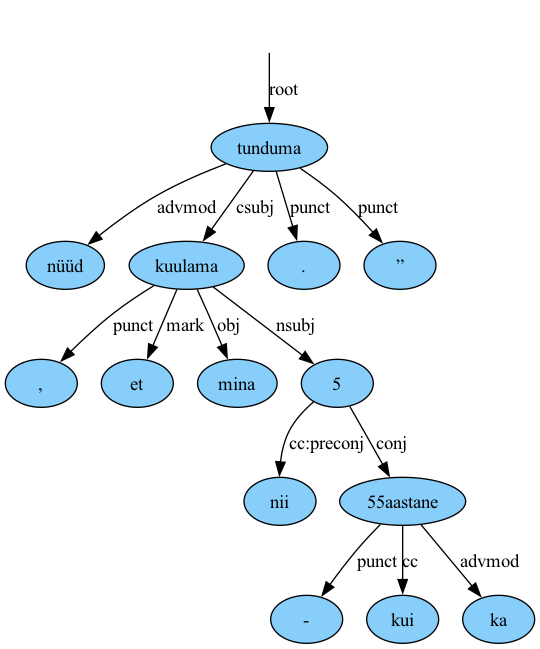 root
tunduma
advmod csubj punct punct
nüüd kuulama . ”
punct mark obj nsubj
, et mina 5
cc:preconj conj
nii 55aastane
punct cc advmod
- kui ka